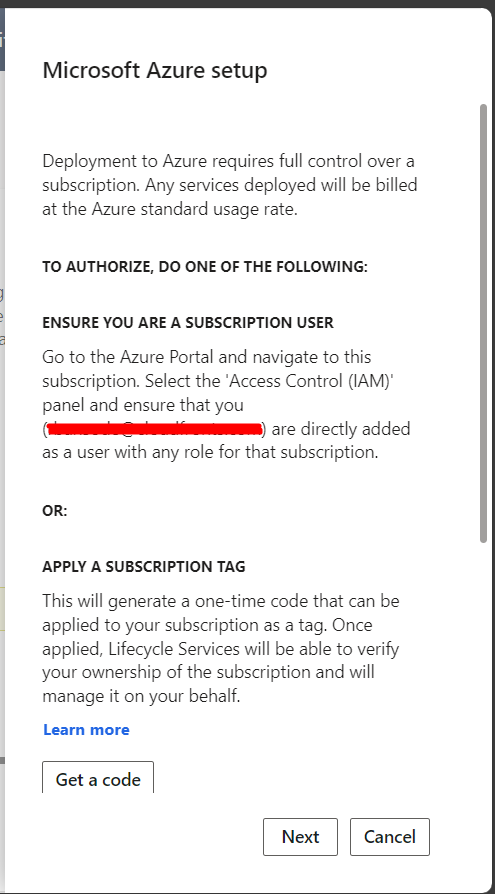 Microsoft Azure setup
Deployment to Azure requires full control over a
subscription. Any services deployed will be billed
at the Azure standard usage rate.
TO AUTHORIZE, DO ONE OF THE FOLLOWING:
ENSURE YOU ARE A SUBSCRIPTION USER
Go to the Azure Portal and navigate to this
subscription. Select the 'Access Control (IAM)'
panel and ensure that you
( ) are directly added
as a user with any role for that subscription.
OR:
APPLY A SUBSCRIPTION TAG
This will generate a one-time code that can be
applied to your subscription as a tag. Once
applied, Lifecycle Services will be able to verify
your ownership of the subscription and will
manage it on your behalf.
Learn more
Get a code
Next Cancel